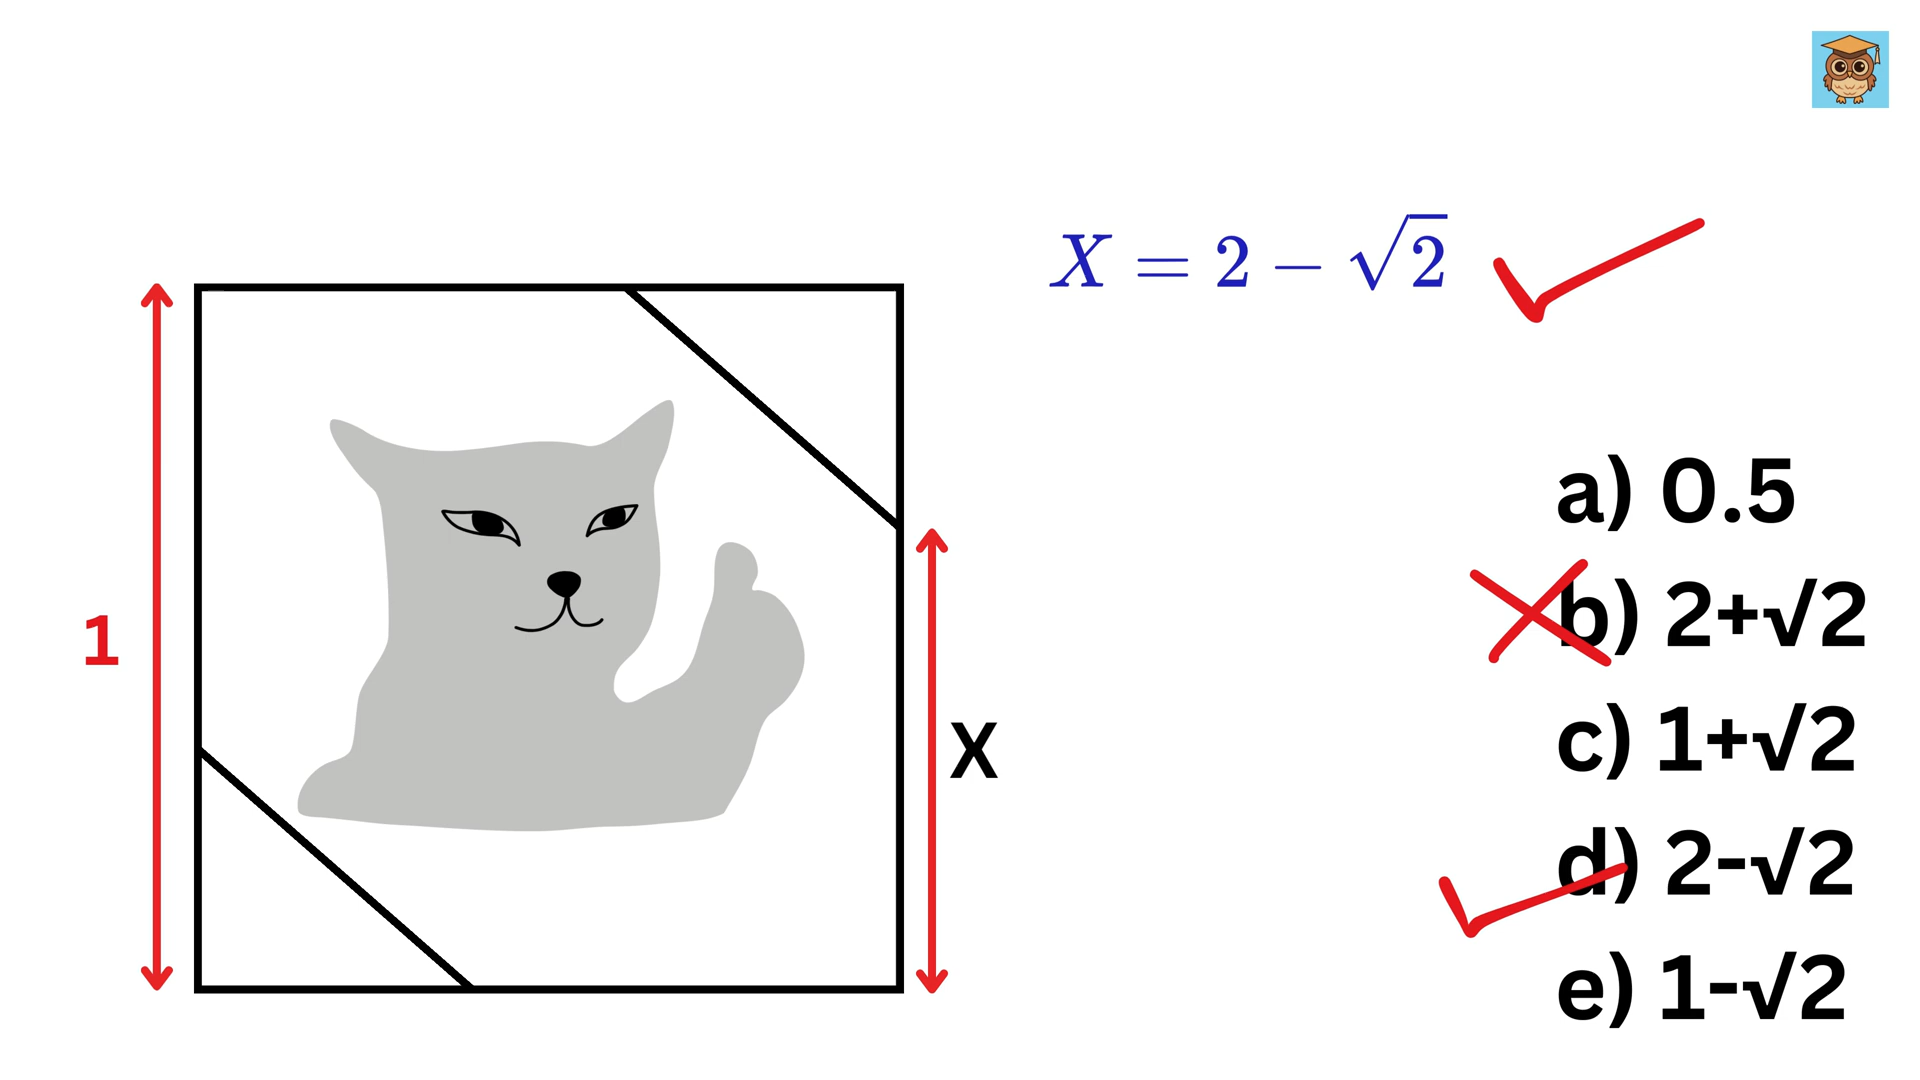 X = 2 − √2
1
X
a) 0.5
b) 2+√2
c) 1+√2
d) 2-√2
e) 1-√2